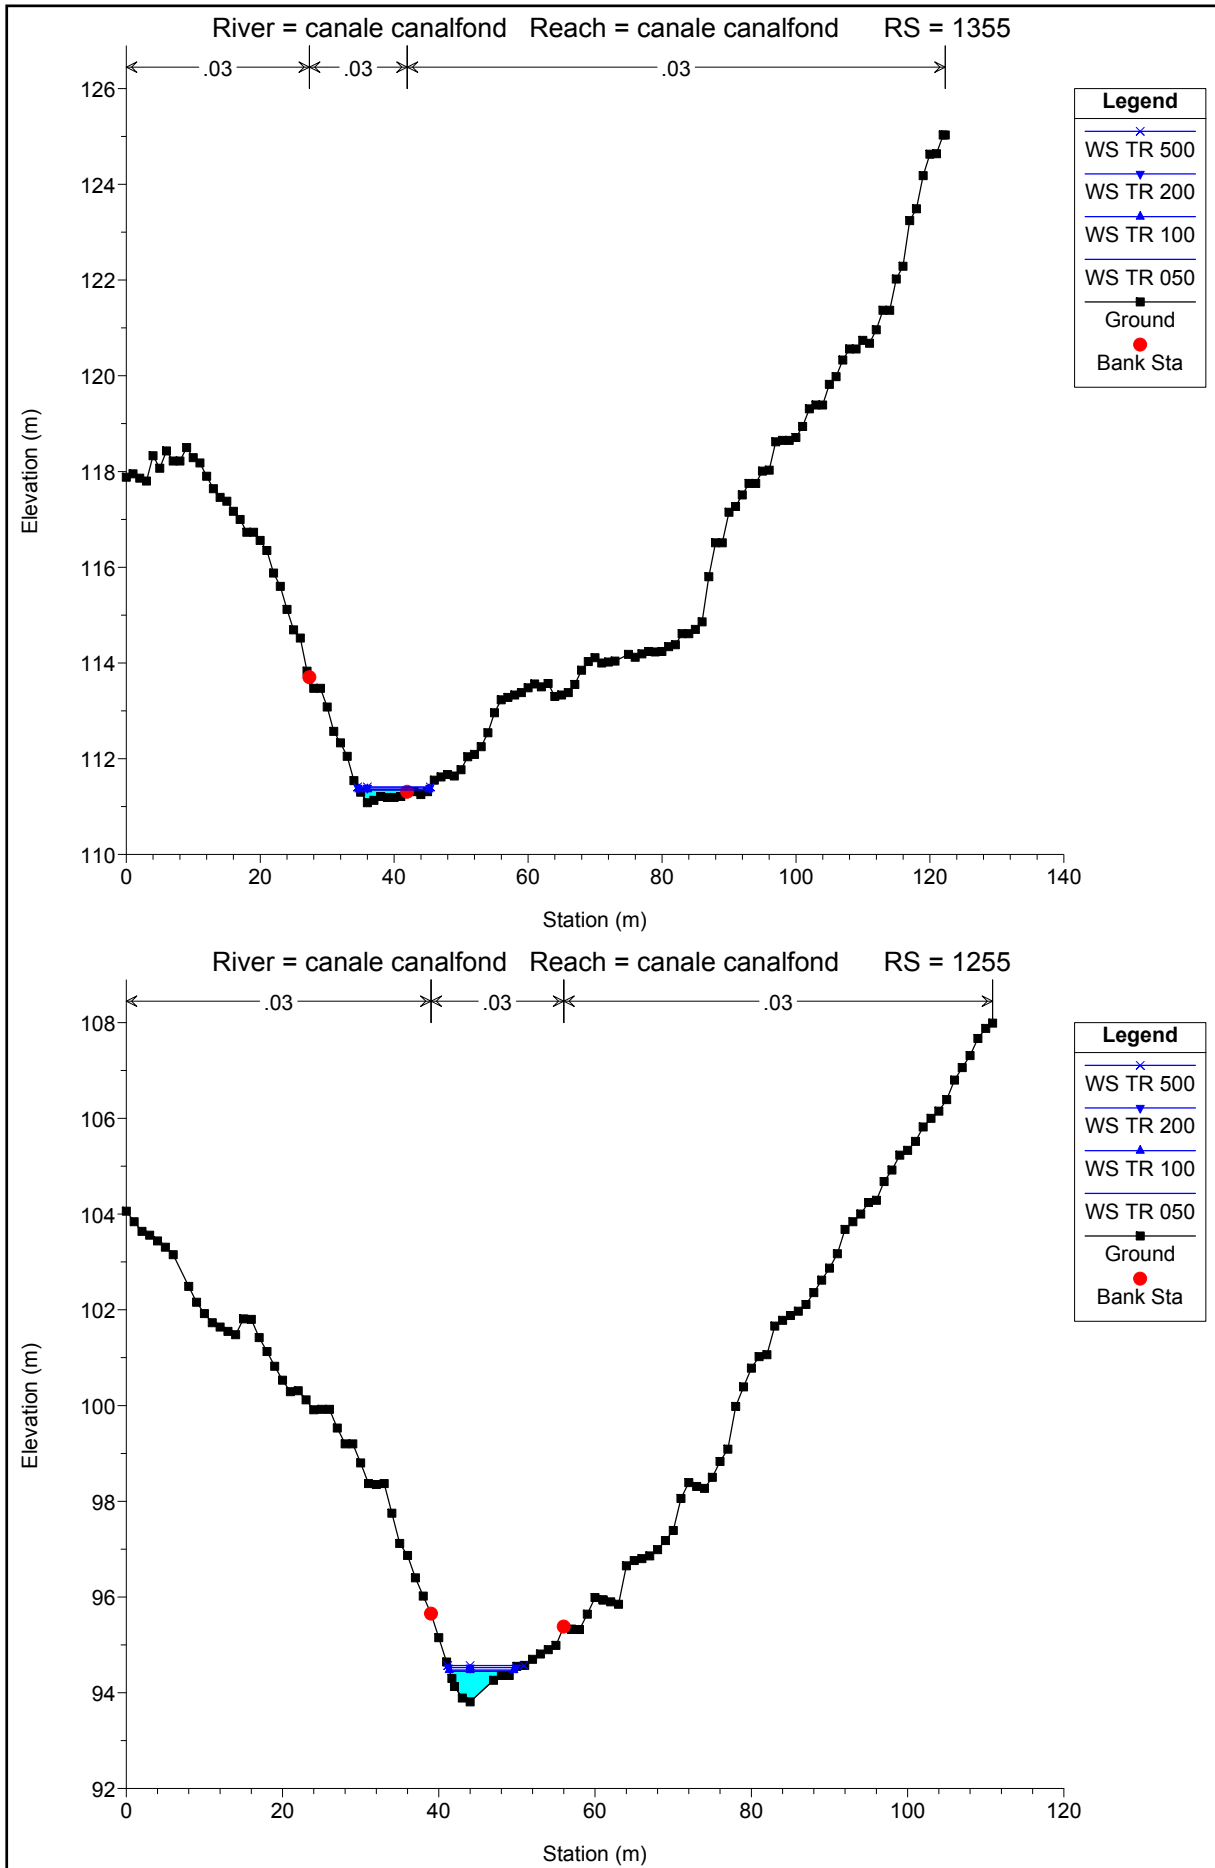 River = canale canalfond   Reach = canale canalfond      RS = 1355
.03 .03 .03
126
124
122
120
118
116
114
112
110
Elevation (m)
0 20 40 60 80 100 120 140
Station (m)
Legend
WS TR 500
WS TR 200
WS TR 100
WS TR 050
Ground
Bank Sta
River = canale canalfond   Reach = canale canalfond      RS = 1255
.03 .03 .03
108
106
104
102
100
98
96
94
92
Elevation (m)
0 20 40 60 80 100 120
Station (m)
Legend
WS TR 500
WS TR 200
WS TR 100
WS TR 050
Ground
Bank Sta